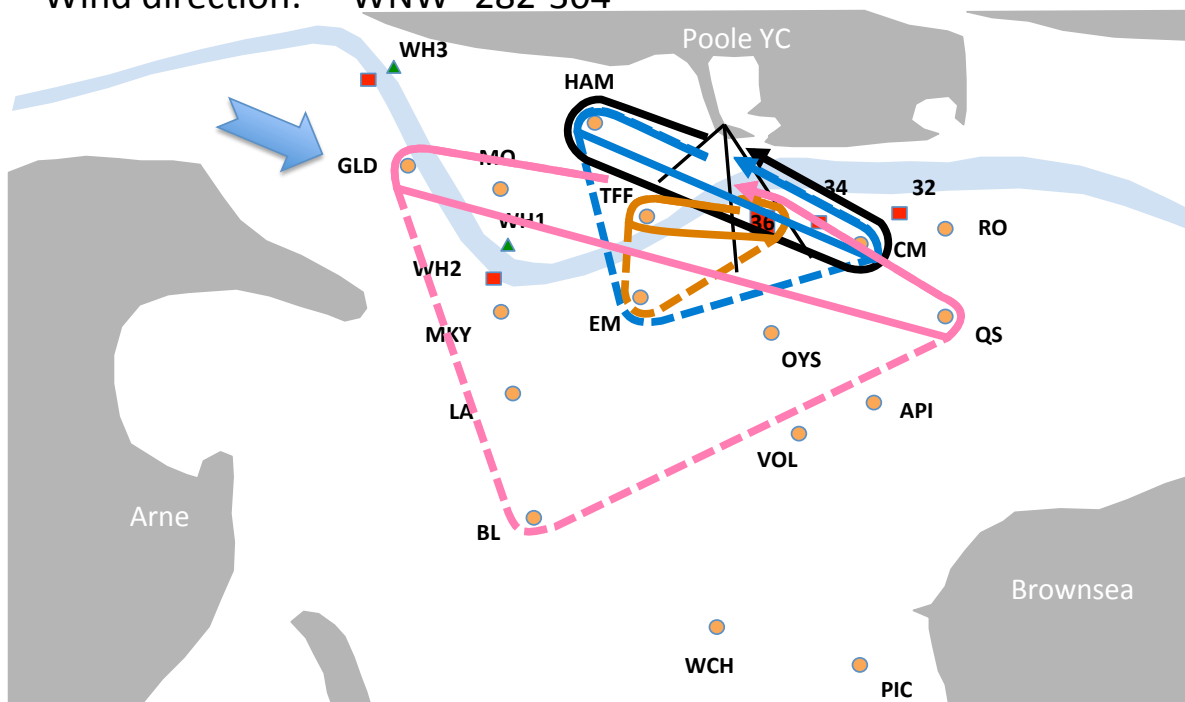 Wind direction: WNW 282-304
Poole YC
WH3
HAM
GLD
MO
TFF
34
32
36
RO
WH1
CM
WH2
EM
MKY
QS
OYS
LA
API
VOL
Arne
BL
Brownsea
WCH
PIC